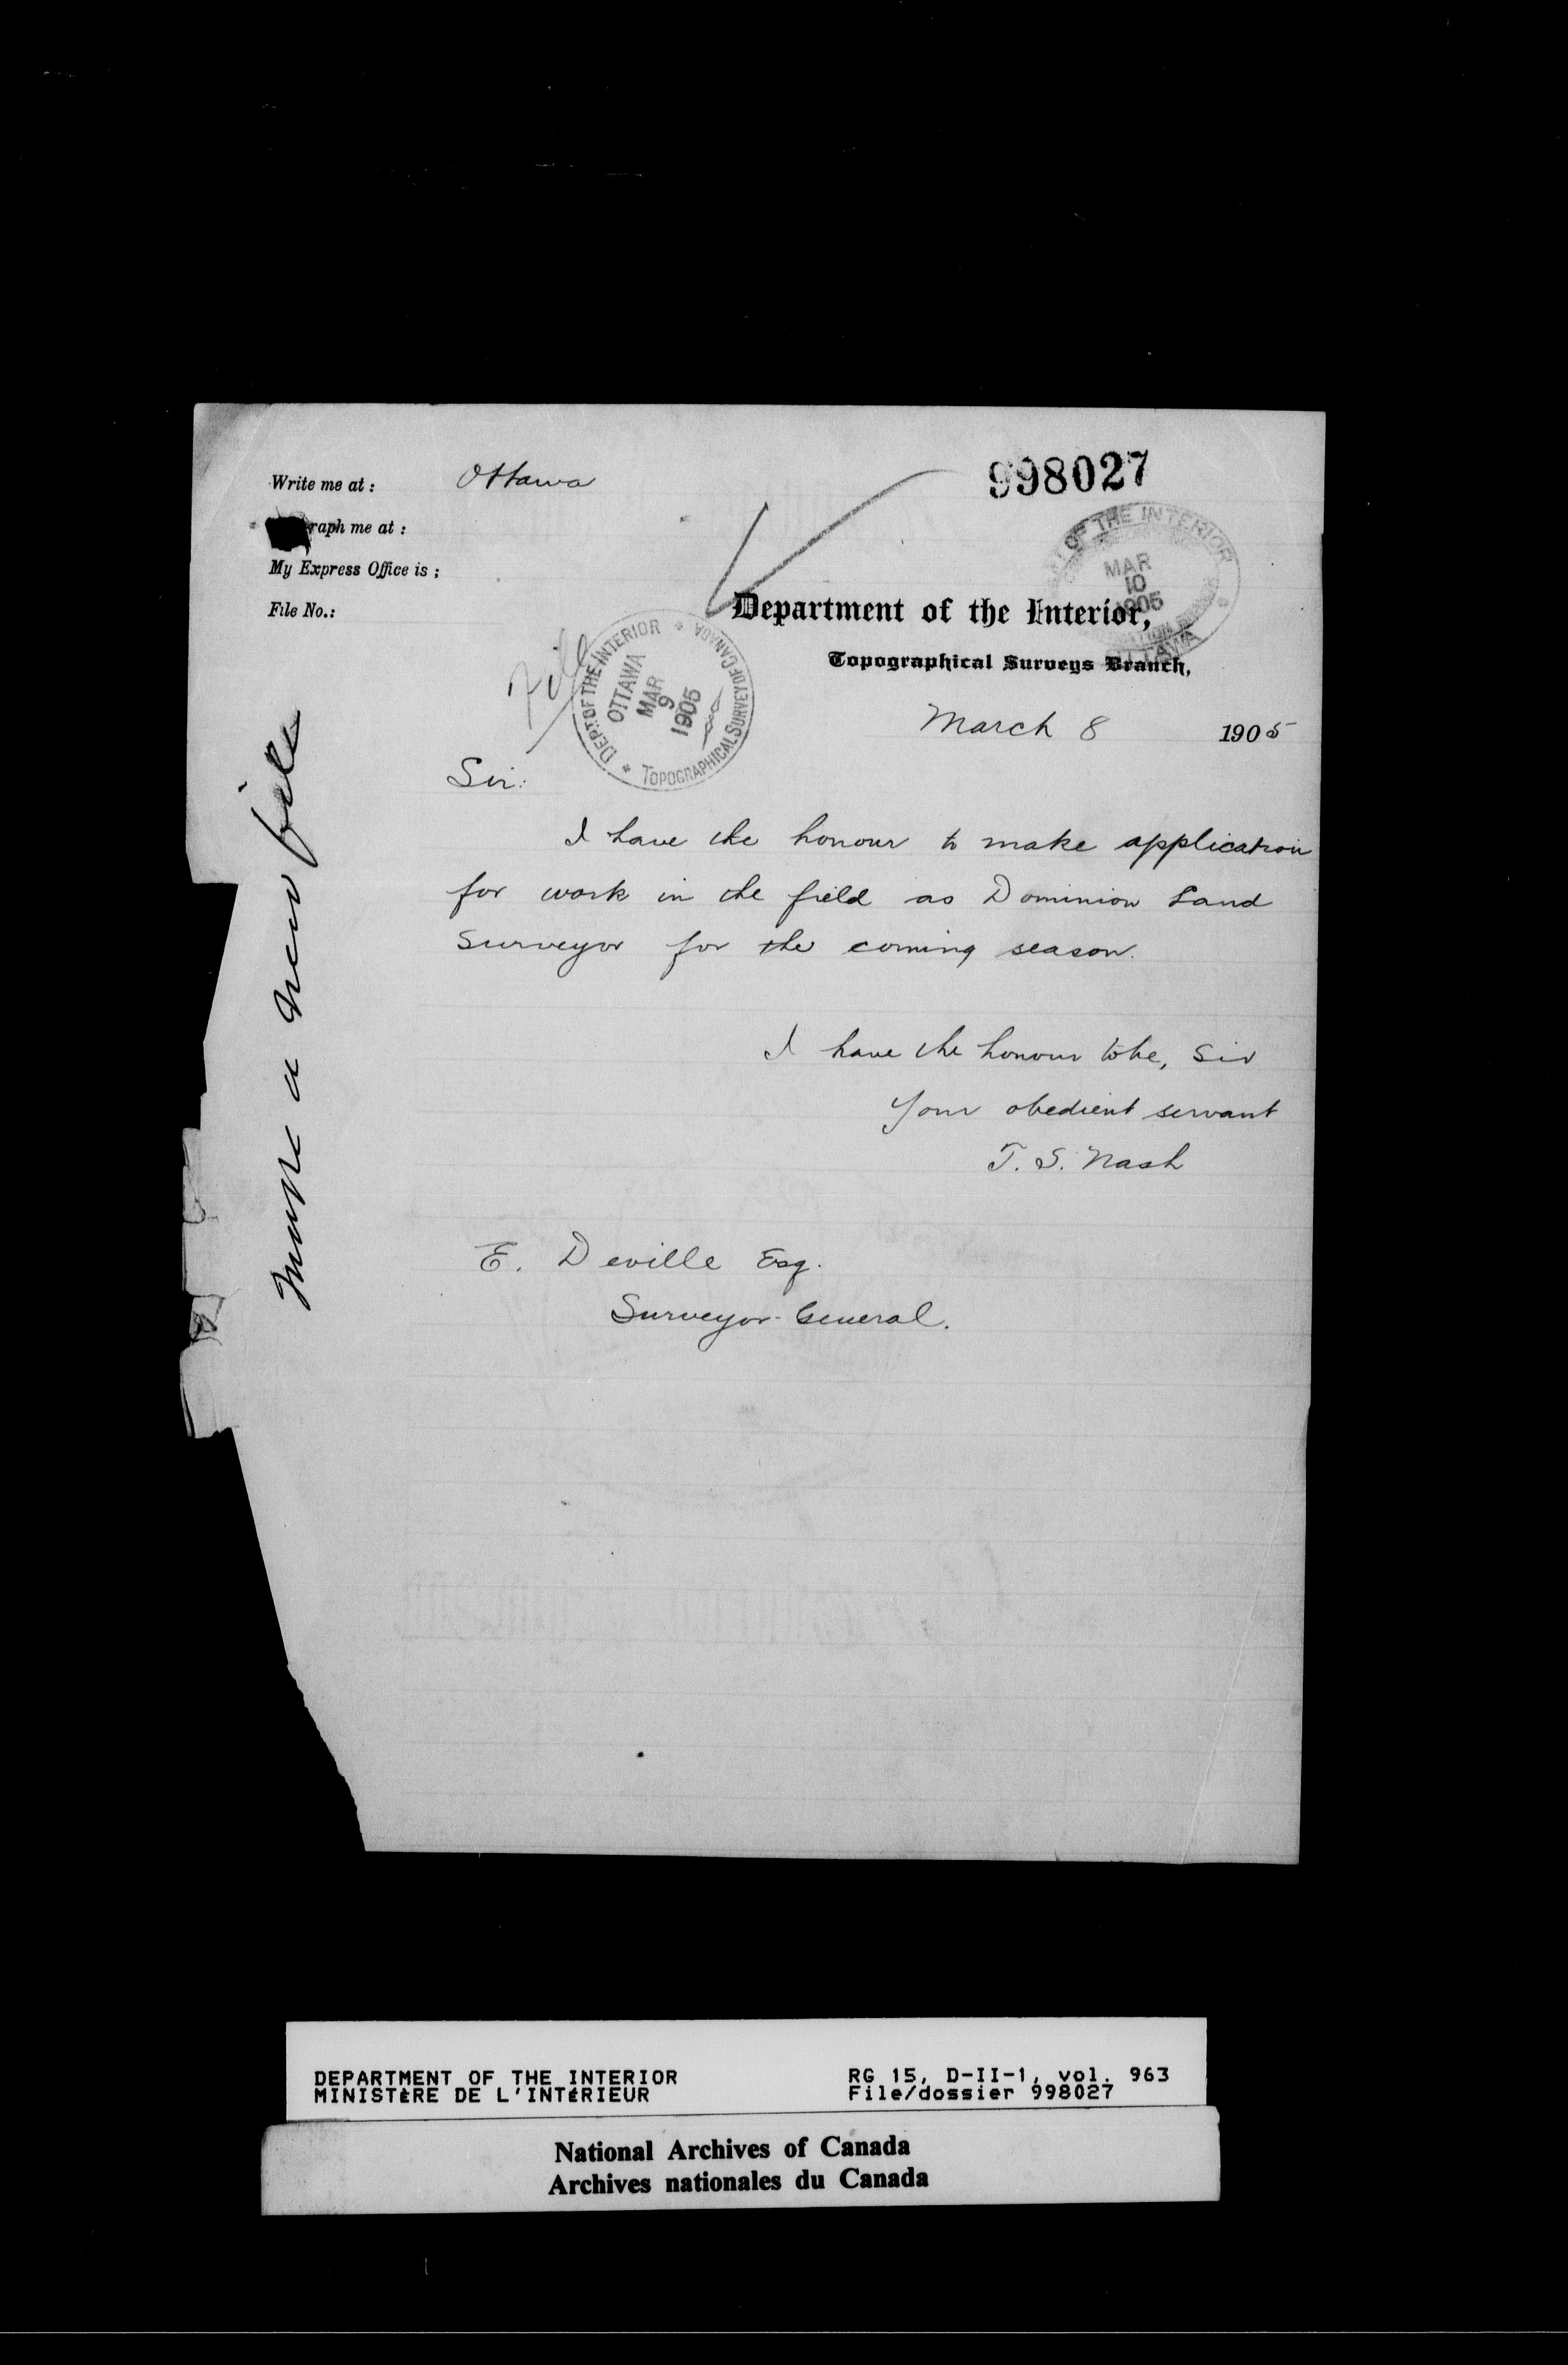 998027
Write me at : Ottawa
raph me at :
My Express Office is :
File No.:
OF THE INTERIOR
MAR
10
1905
OTTAWA
Department of the Interior,
Topographical Surveys Branch,
File
DEPT. OF THE INTERIOR * TOPOGRAPHICAL SURVEY OF CANADA *
OTTAWA
MAR
9
1905
March 8 1905
Make a new file
Sir:
I have the honour to make application
for work in the field as Dominion Land
Surveyor for the coming season.
I have the honour to be, Sir
Your obedient servant
T. S. Nash
E. Deville Esq.
Surveyor-General.
DEPARTMENT OF THE INTERIOR RG 15, D-II-1, vol. 963
MINISTÈRE DE L'INTÉRIEUR File/dossier 998027
National Archives of Canada
Archives nationales du Canada